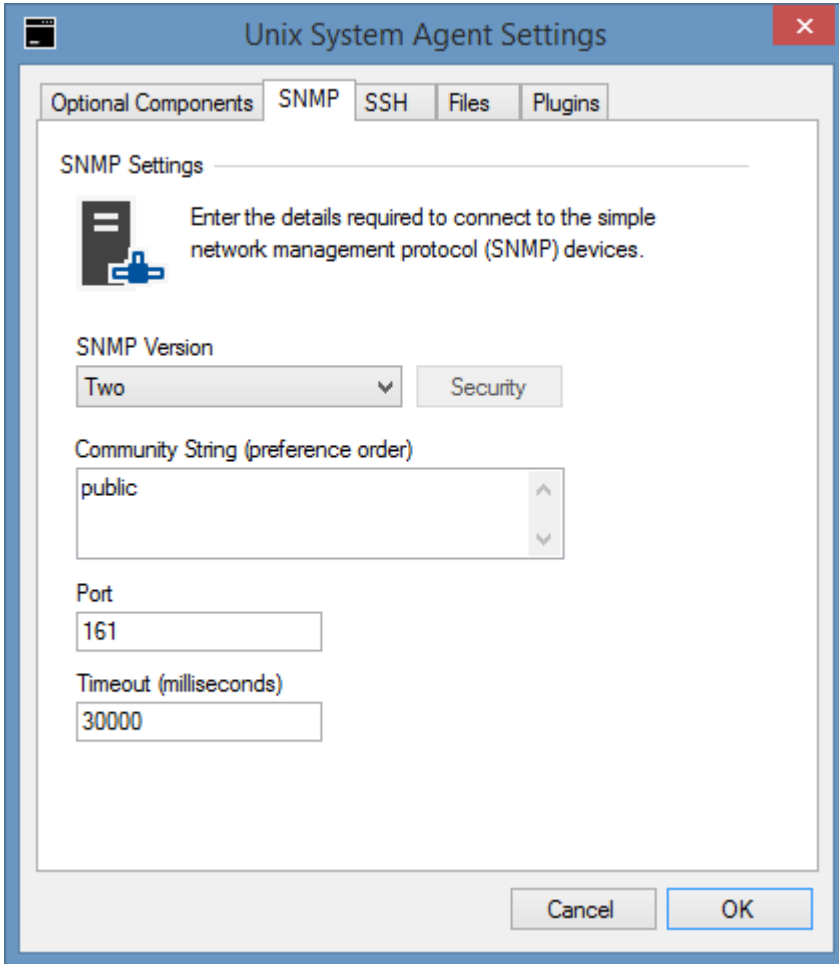 Unix System Agent Settings
Optional Components SNMP SSH Files Plugins
SNMP Settings
Enter the details required to connect to the simple
network management protocol (SNMP) devices.
SNMP Version
Two Security
Community String (preference order)
public
Port
161
Timeout (milliseconds)
30000
Cancel OK